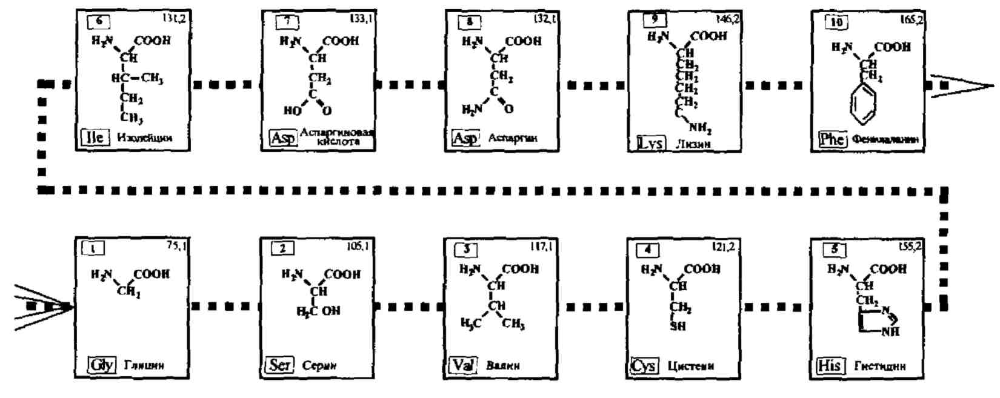 6 131,2
H₂N COOH
CH
HC CH₃
CH₂
CH₃
Ile Изолейцин
7 133,1
H₂N COOH
CH
CH₂
C
HO O
Asp Аспаргиновая
кислота
8 132,1
H₂N COOH
CH
CH₂
C
H₂N O
Asp Аспаргин
9 146,2
H₂N COOH
CH
CH₂
CH₂
CH₂
CH₂
C
NH₂
Lys Лизин
10 165,2
H₂N COOH
CH
CH₂
Phe Фенилаланин
1 75,1
H₂N COOH
CH₂
Gly Глицин
2 105,1
H₂N COOH
CH
H₂C OH
Ser Серин
3 117,1
H₂N COOH
CH
CH
H₃C CH₃
Val Валин
4 121,2
H₂N COOH
CH
CH₂
SH
Cys Цистеин
5 155,2
H₂N COOH
CH
CH₂
N
NH
His Гистидин